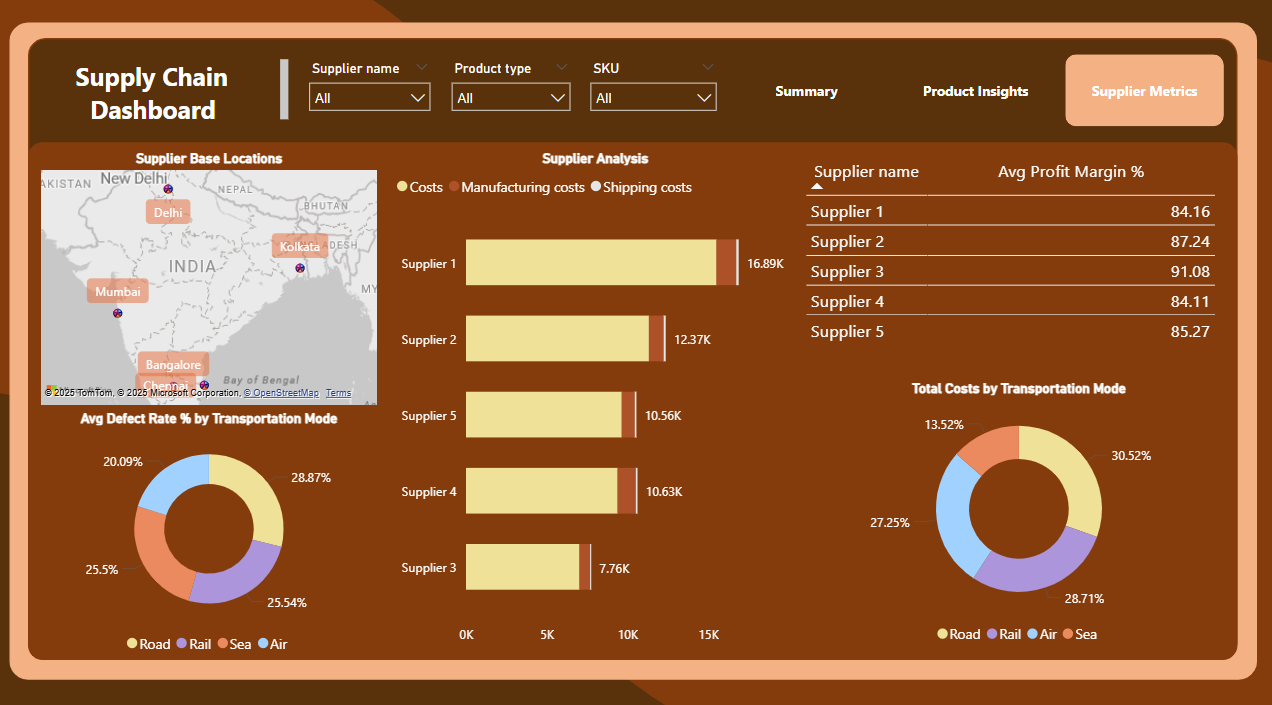 Supply Chain
Dashboard
Supplier name
All
Product type
All
SKU
All
Summary
Product Insights
Supplier Metrics
Supplier Base Locations
New Delhi
NEPAL
BHUTAN
Delhi
Kolkata
INDIA
Mumbai
Bangalore
Chennai
Bay of Bengal
© 2025 TomTom, © 2025 Microsoft Corporation, © OpenStreetMap Terms
Avg Defect Rate % by Transportation Mode
20.09%
28.87%
25.5%
25.54%
Road Rail Sea Air
Supplier Analysis
Costs Manufacturing costs Shipping costs
Supplier 1 16.89K
Supplier 2 12.37K
Supplier 5 10.56K
Supplier 4 10.63K
Supplier 3 7.76K
0K 5K 10K 15K
Supplier name Avg Profit Margin %
Supplier 1 84.16
Supplier 2 87.24
Supplier 3 91.08
Supplier 4 84.11
Supplier 5 85.27
Total Costs by Transportation Mode
13.52%
30.52%
27.25%
28.71%
Road Rail Air Sea